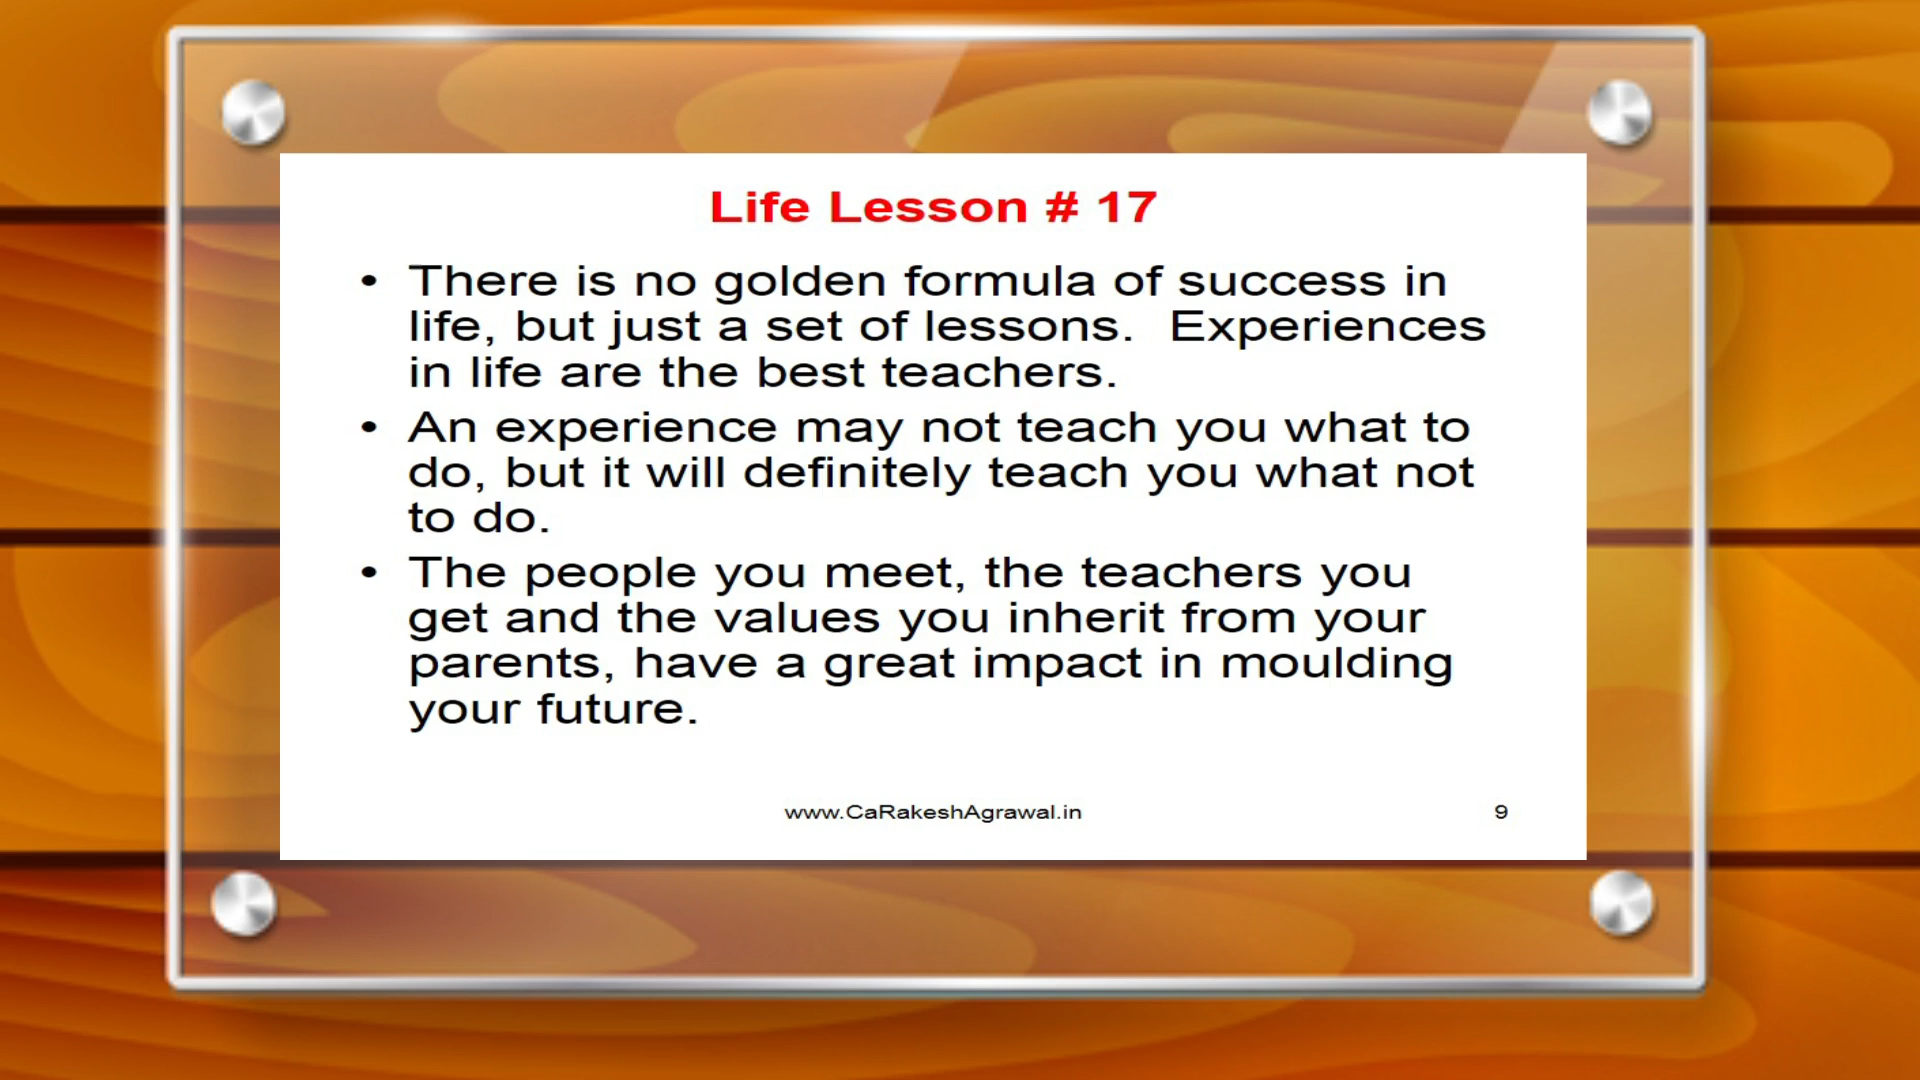 Life Lesson # 17
• There is no golden formula of success in
life, but just a set of lessons.  Experiences
in life are the best teachers.
• An experience may not teach you what to
do, but it will definitely teach you what not
to do.
• The people you meet, the teachers you
get and the values you inherit from your
parents, have a great impact in moulding
your future.
www.CaRakeshAgrawal.in
9